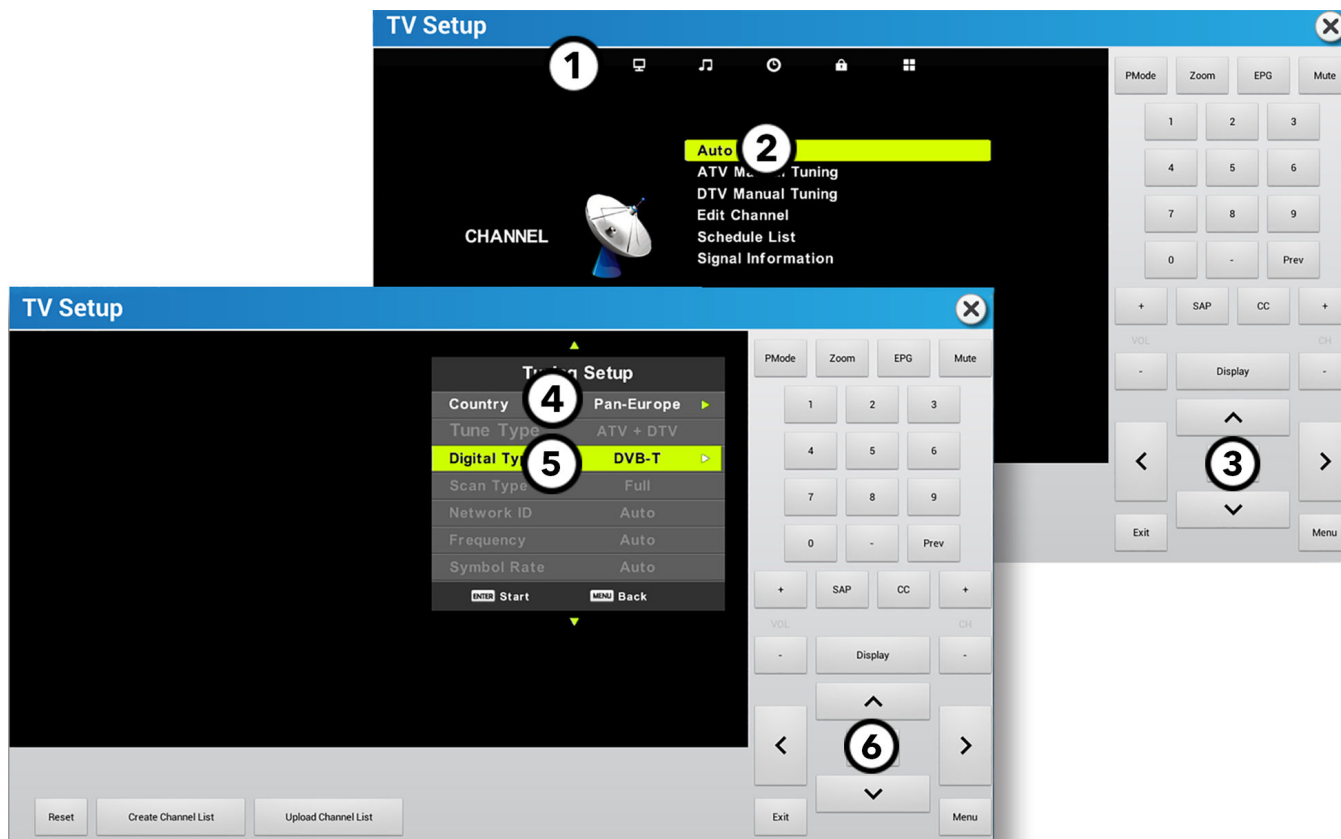 TV Setup
1
PMode Zoom EPG Mute
1 2 3
Auto
2
ATV Tuning
4 5 6
DTV Manual Tuning
Edit Channel
7 8 9
CHANNEL
Schedule List
Signal Information
0 - Prev
+ SAP CC +
VOL CH
- Display -
3
Exit Menu
TV Setup
Setup
PMode Zoom EPG Mute
Country 4 Pan-Europe
1 2 3
Tune Type ATV + DTV
Digital 5 DVB-T
4 5 6
Scan Type Full
7 8 9
Network ID Auto
Frequency Auto
0 - Prev
Symbol Rate Auto
ENTER Start MENU Back
+ SAP CC +
VOL CH
- Display -
6
Reset Create Channel List Upload Channel List
Exit Menu